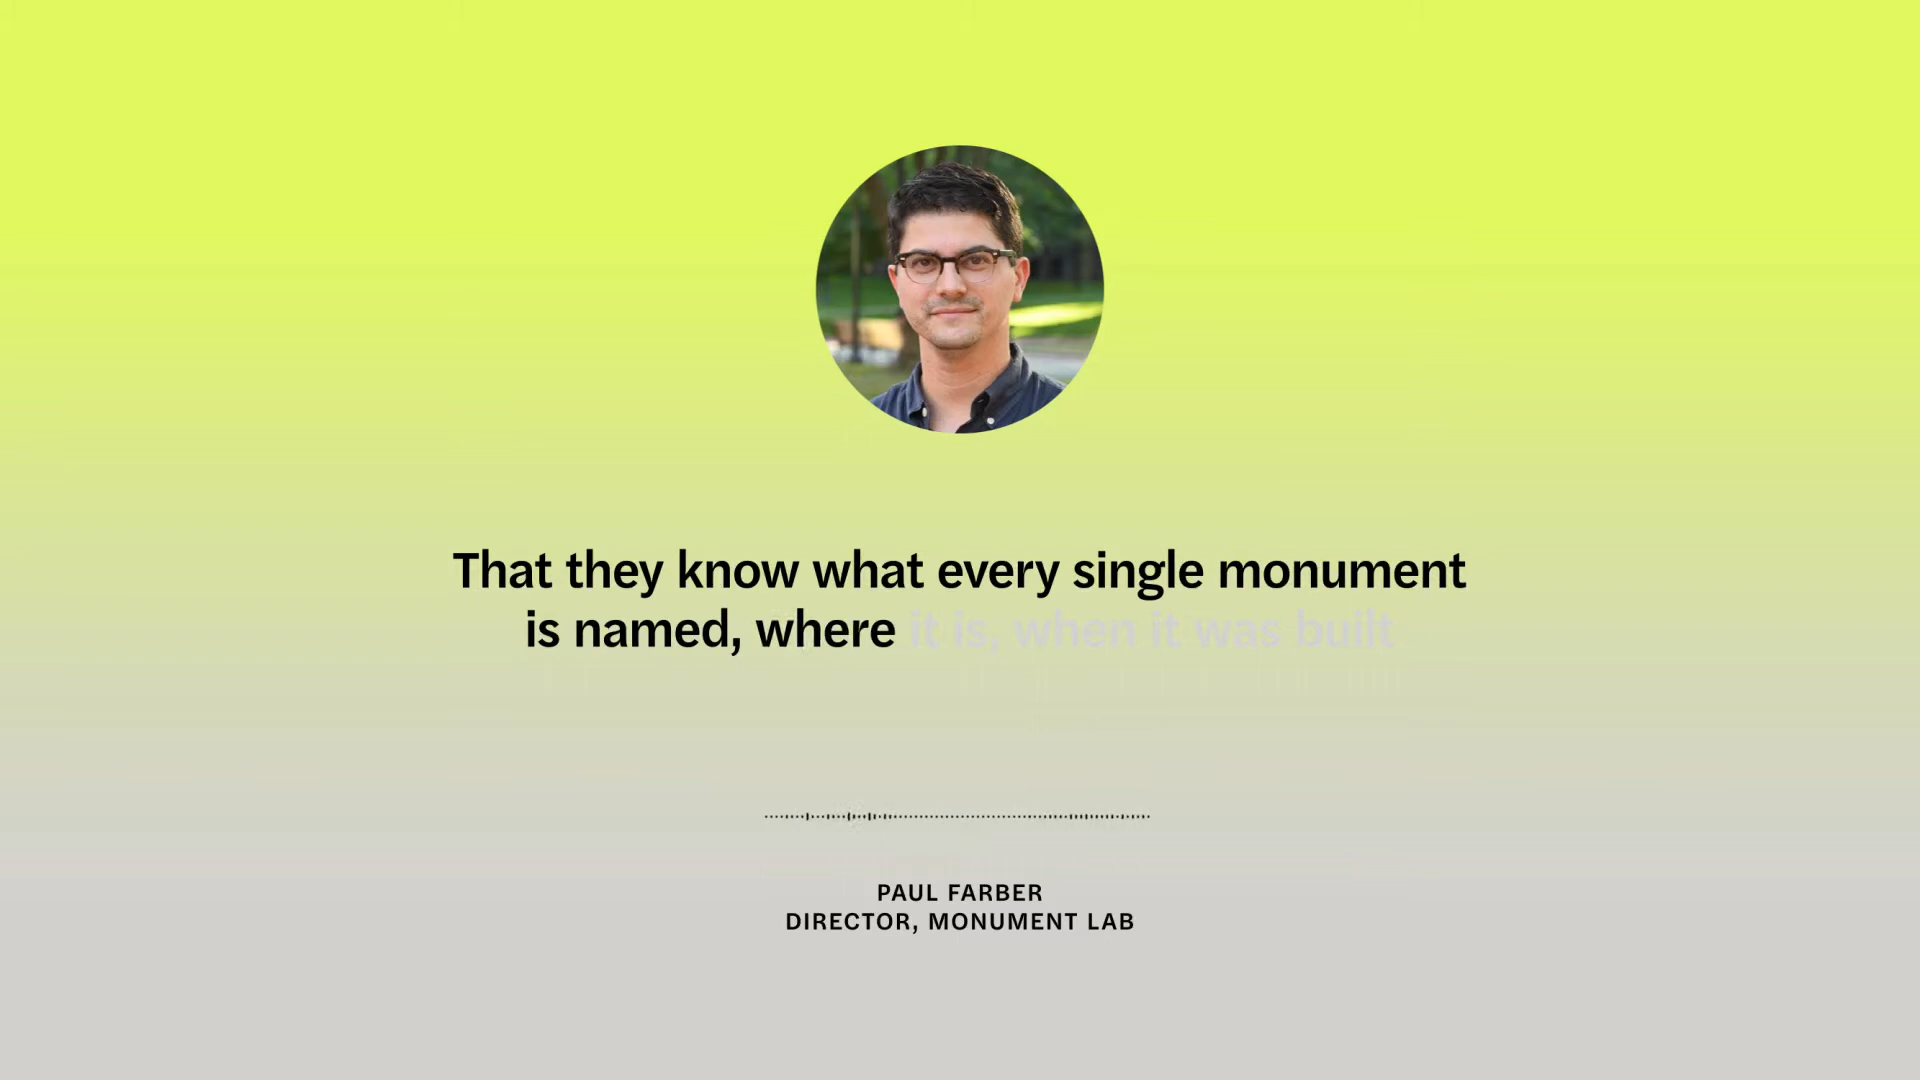 That they know what every single monument
is named, where it is, when it was built
PAUL FARBER
DIRECTOR, MONUMENT LAB